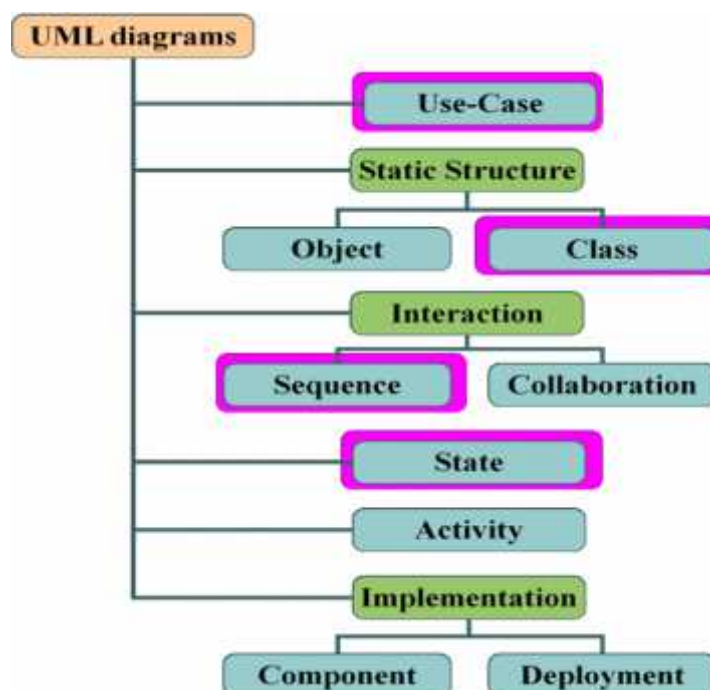 UML diagrams
Use-Case
Static Structure
Object
Class
Interaction
Sequence
Collaboration
State
Activity
Implementation
Component
Deployment